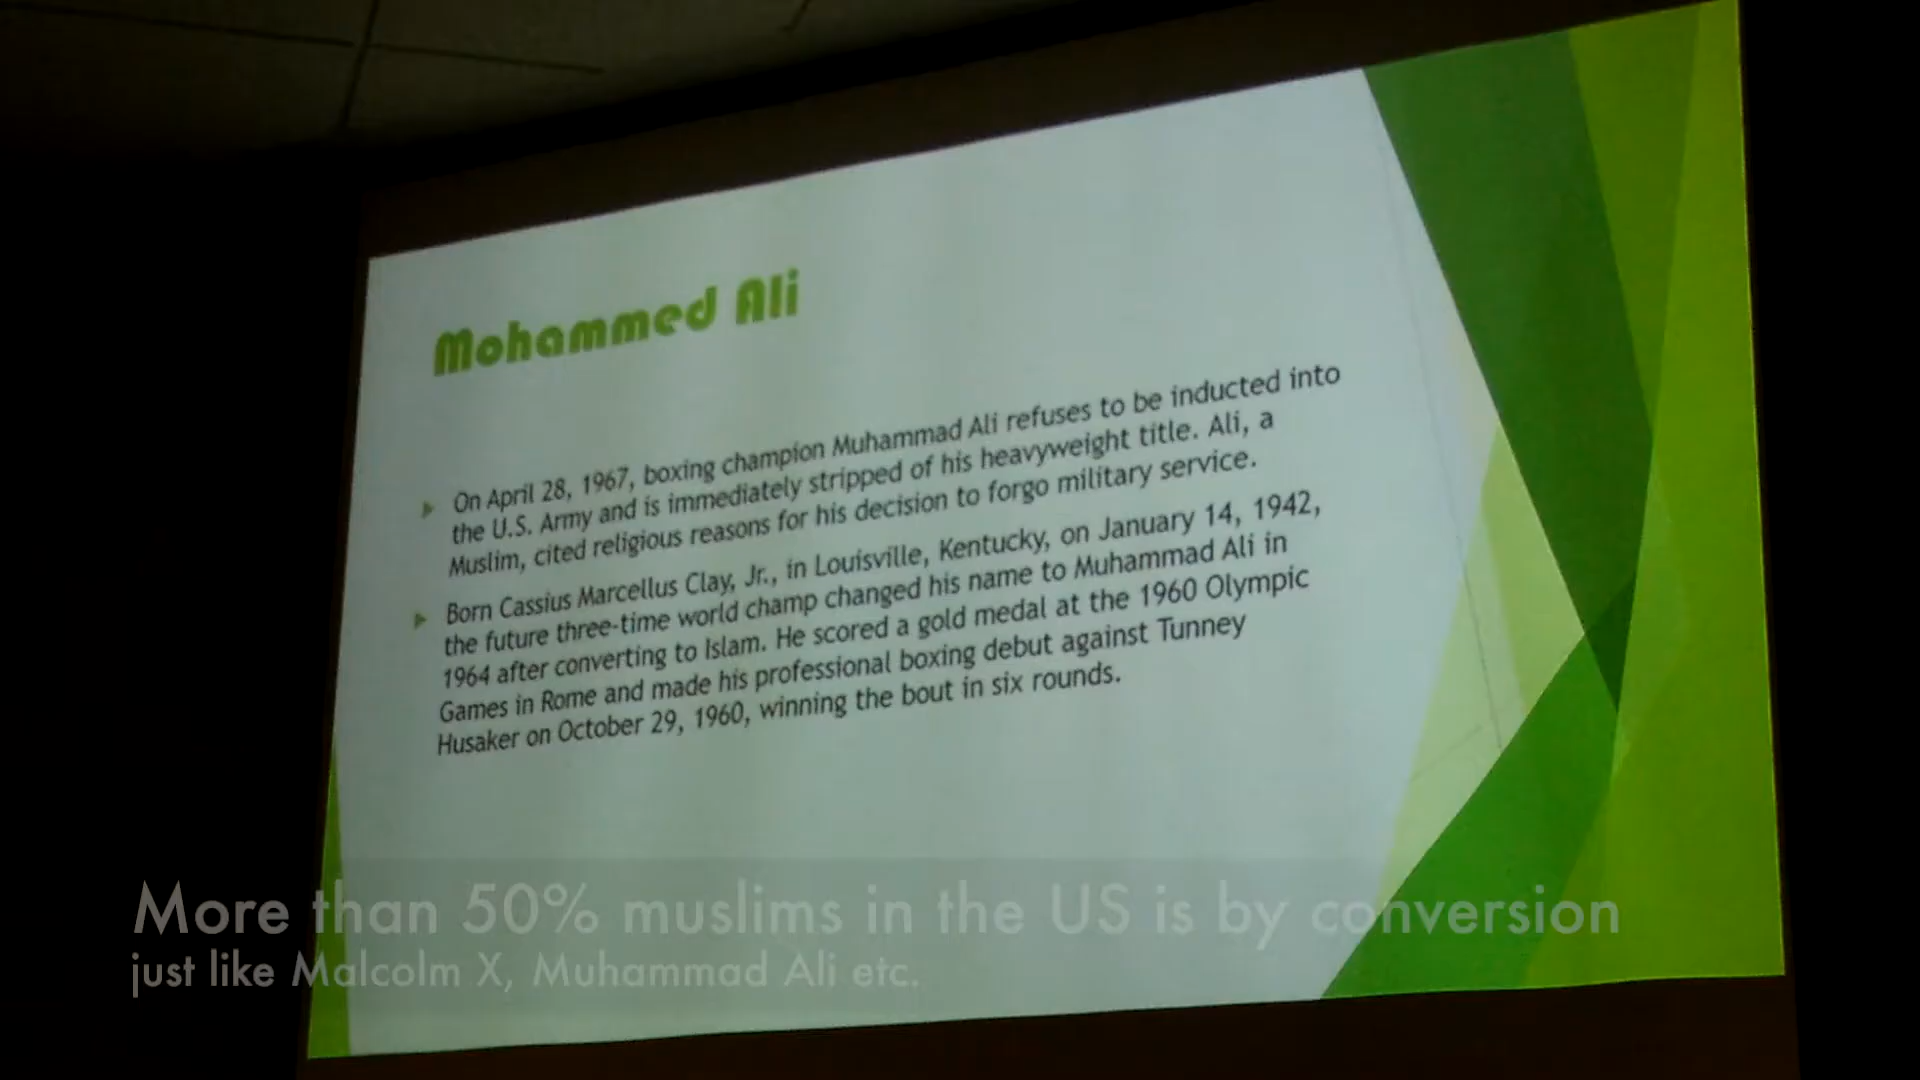 Mohammed Ali
On April 28, 1967, boxing champion Muhammad Ali refuses to be inducted into
the U.S. Army and is immediately stripped of his heavyweight title. Ali, a
Muslim, cited religious reasons for his decision to forgo military service.
Born Cassius Marcellus Clay, Jr., in Louisville, Kentucky, on January 14, 1942,
the future three-time world champ changed his name to Muhammad Ali in
1964 after converting to Islam. He scored a gold medal at the 1960 Olympic
Games in Rome and made his professional boxing debut against Tunney
Husaker on October 29, 1960, winning the bout in six rounds.
More than 50% muslims in the US is by conversion
just like Malcolm X, Muhammad Ali etc.